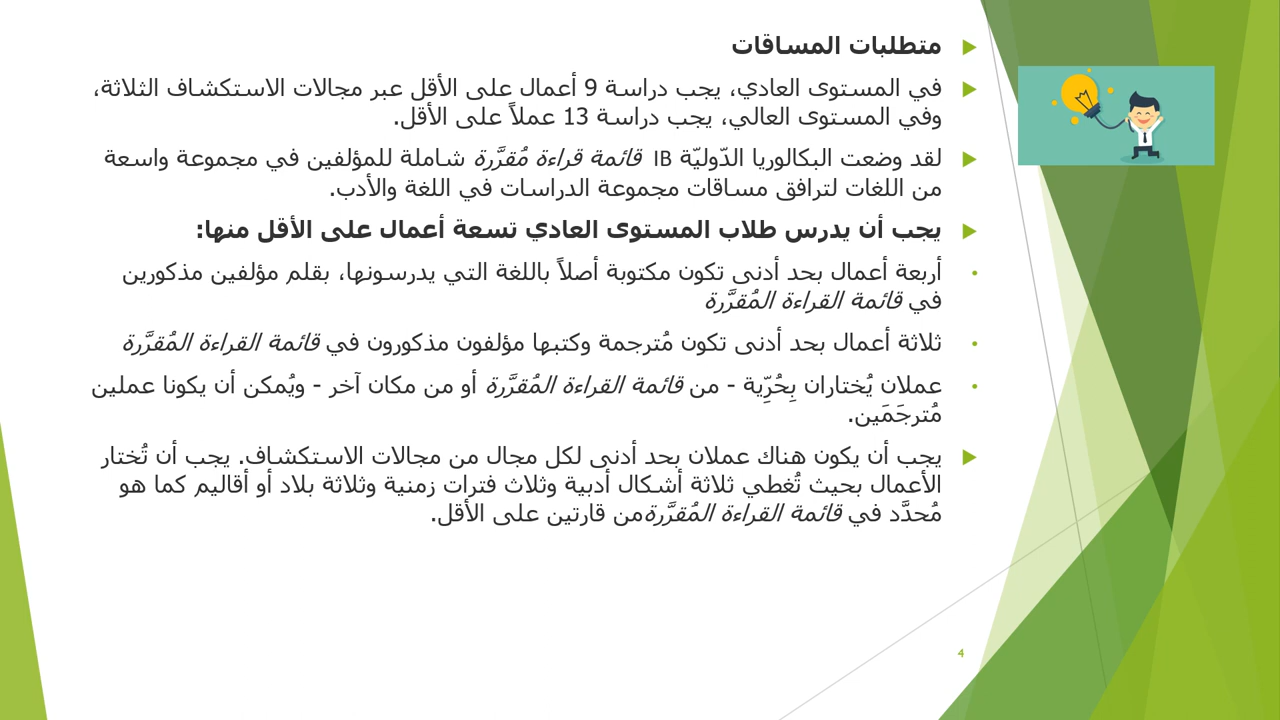 متطلبات المساقات
في المستوى العادي، يجب دراسة 9 أعمال على الأقل عبر مجالات الاستكشاف الثلاثة،
وفي المستوى العالي، يجب دراسة 13 عملاً على الأقل.
لقد وضعت البكالوريا الدّوليّة IB قائمة قراءة مُقرَّرة شاملة للمؤلفين في مجموعة واسعة
من اللغات لترافق مساقات مجموعة الدراسات في اللغة والأدب.
يجب أن يدرس طلاب المستوى العادي تسعة أعمال على الأقل منها:
أربعة أعمال بحد أدنى تكون مكتوبة أصلاً باللغة التي يدرسونها، بقلم مؤلفين مذكورين
في قائمة القراءة المُقرَّرة
ثلاثة أعمال بحد أدنى تكون مُترجمة وكتبها مؤلفون مذكورون في قائمة القراءة المُقرَّرة
عملان يُختاران بِحُرِّية - من قائمة القراءة المُقرَّرة أو من مكان آخر - ويُمكن أن يكونا عملين
مُترجَمَين.
يجب أن يكون هناك عملان بحد أدنى لكل مجال من مجالات الاستكشاف. يجب أن تُختار
الأعمال بحيث تُغطي ثلاثة أشكال أدبية وثلاث فترات زمنية وثلاثة بلاد أو أقاليم كما هو
مُحدَّد في قائمة القراءة المُقرَّرةمن قارتين على الأقل.
4